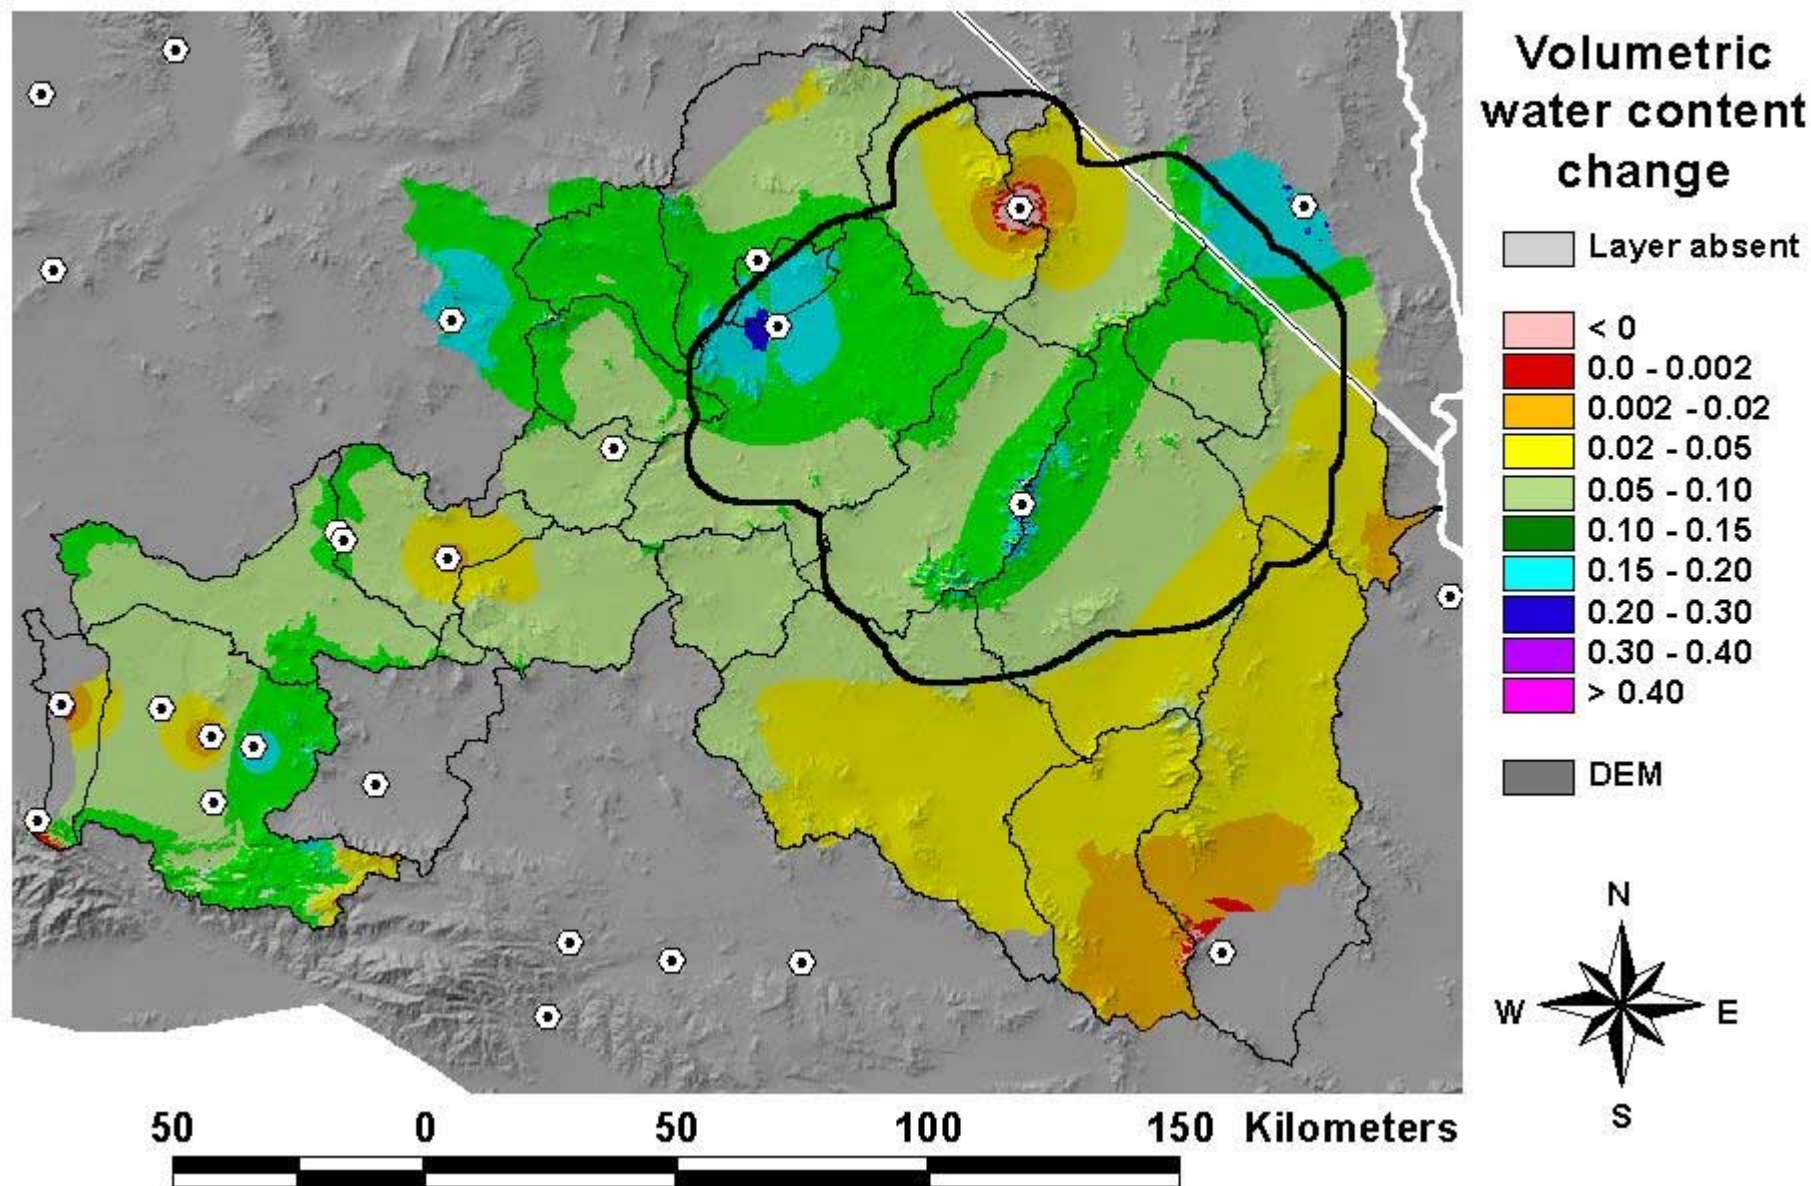 Volumetric
water content
change
Layer absent
< 0
0.0 - 0.002
0.002 - 0.02
0.02 - 0.05
0.05 - 0.10
0.10 - 0.15
0.15 - 0.20
0.20 - 0.30
0.30 - 0.40
> 0.40
DEM
N
W E
S
50 0 50 100 150 Kilometers